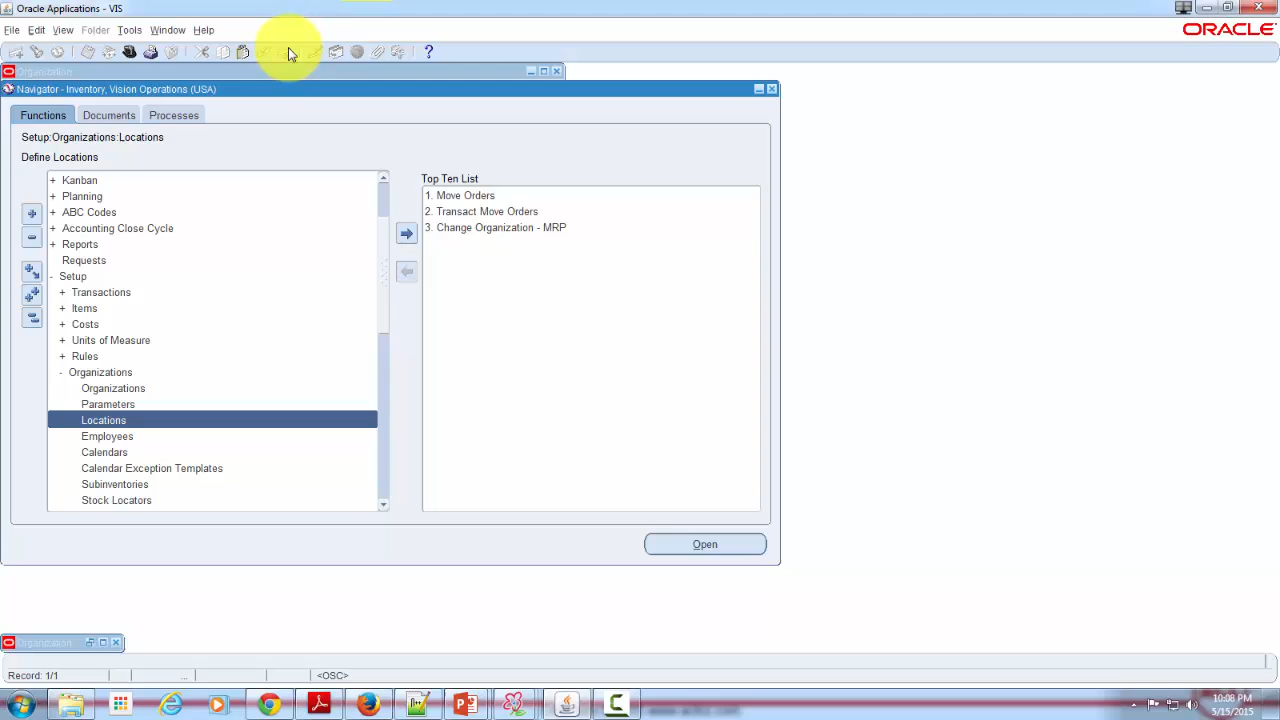 Oracle Applications - VIS
File Edit View Folder Tools Window Help
ORACLE
Organization
Navigator - Inventory, Vision Operations (USA)
Functions Documents Processes
Setup:Organizations:Locations
Define Locations
Top Ten List
+ Kanban
+ Planning
+ ABC Codes
+ Accounting Close Cycle
+ Reports
Requests
- Setup
+ Transactions
+ Items
+ Costs
+ Units of Measure
+ Rules
- Organizations
Organizations
Parameters
Locations
Employees
Calendars
Calendar Exception Templates
Subinventories
Stock Locators
1. Move Orders
2. Transact Move Orders
3. Change Organization - MRP
Open
Organization
Record: 1/1 ... <OSC>
10:08 PM
5/15/2015